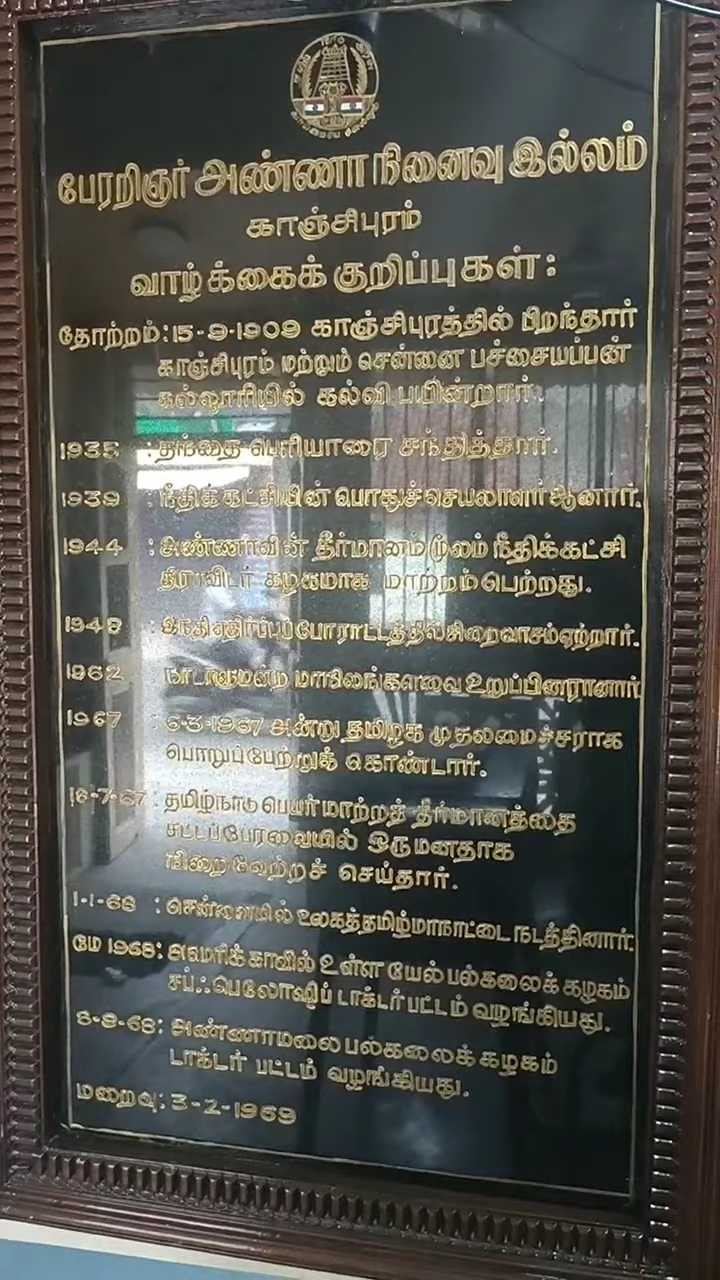 பேரறிஞர் அண்ணா நினைவு இல்லம்
காஞ்சிபுரம்
வாழ்க்கைக் குறிப்புகள்:
தோற்றம்: 15-9-1909 காஞ்சிபுரத்தில் பிறந்தார்
காஞ்சிபுரம் மற்றும் சென்னை பச்சையப்பன்
கல்லூரியில் கல்வி பயின்றார்.
1935 : தந்தை பெரியாரை சந்தித்தார்.
1939 : நீதிக்கட்சியின் பொதுச்செயலாளர் ஆனார்.
1944 : அண்ணாவின் தீர்மானம் மூலம் நீதிக்கட்சி
திராவிடர் கழகமாக மாற்றம் பெற்றது.
1948 : எதிர்ப்புப்போராட்டத்தில் சிறைவாசம் ஏற்றார்.
1962 நாடாளுமன்ற மாநிலங்களவை உறுப்பினரானார்
1967 : 6-3-1967 அன்று தமிழக முதலமைச்சராக
பொறுப்பேற்றுக் கொண்டார்.
18-7-67 : தமிழ்நாடு பெயர் மாற்றத் தீர்மானத்தை
சட்டப்பேரவையில் ஒருமனதாக
நிறைவேற்றச் செய்தார்.
1-1-68 : சென்னையில் உலகத்தமிழ்மாநாட்டை நடத்தினார்.
மே 1968: அமரிக்காவில் உள்ள யேல் பல்கலைக் கழகம்
சப்ஃபெலோஷிப் டாக்டர் பட்டம் வழங்கியது.
8-9-68: அண்ணாமலை பல்கலைக்கழகம்
டாக்டர் பட்டம் வழங்கியது.
மறைவு: 3-2-1969